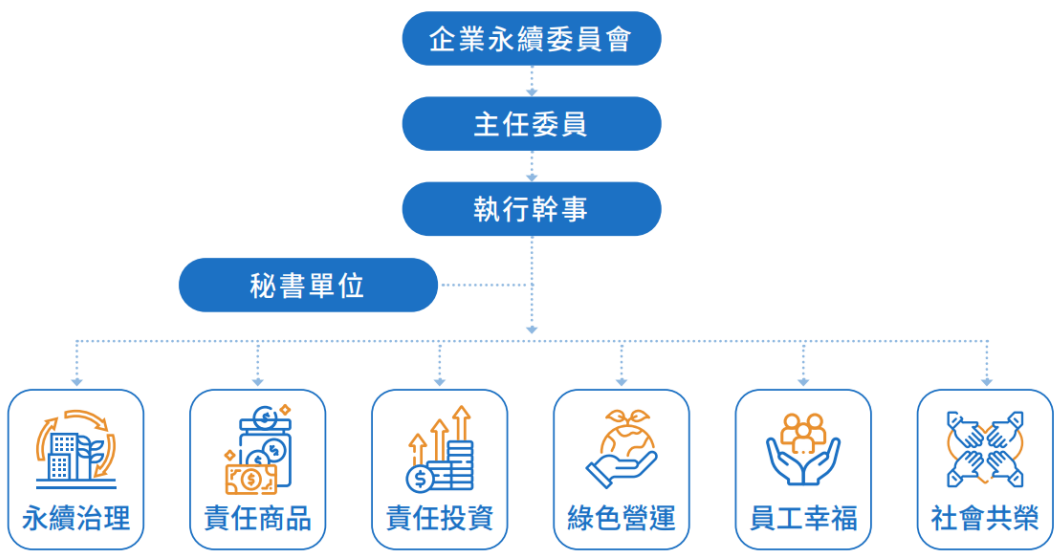 企業永續委員會
主任委員
執行幹事
秘書單位
永續治理
責任商品
責任投資
綠色營運
員工幸福
社會共榮